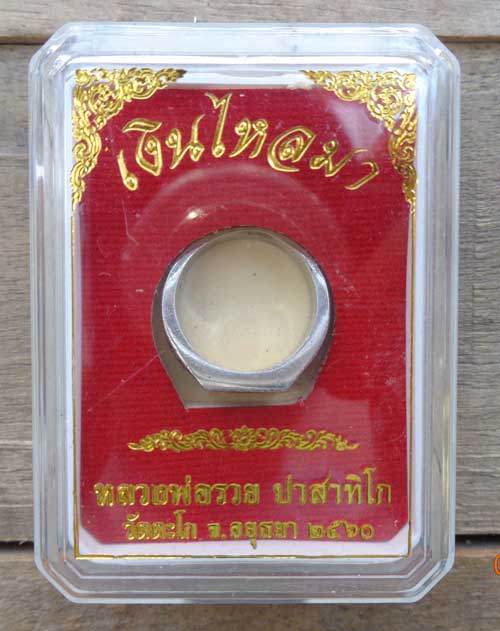 เงินไหลมา
หลวงพ่อรวย ปาสาทิโก
วัดตะโก จ.อยุธยา ๒๕๖๐